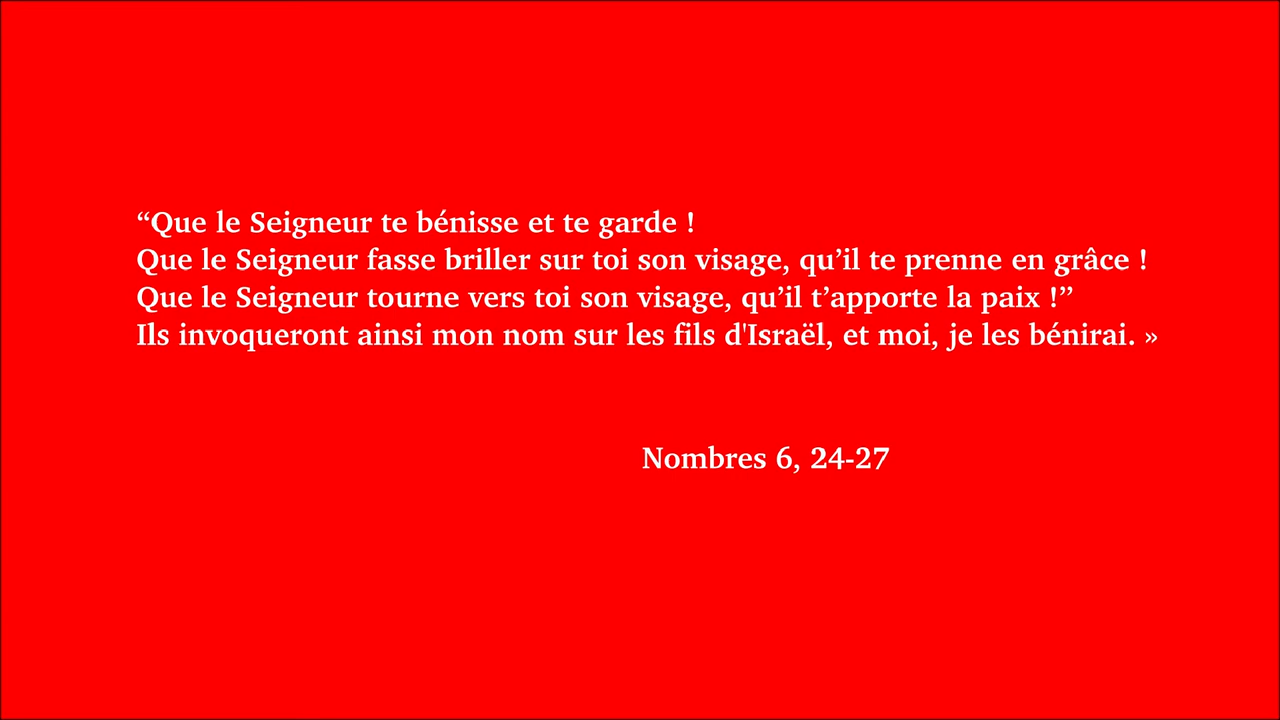 “Que le Seigneur te bénisse et te garde !
Que le Seigneur fasse briller sur toi son visage, qu’il te prenne en grâce !
Que le Seigneur tourne vers toi son visage, qu’il t’apporte la paix !”
Ils invoqueront ainsi mon nom sur les fils d'Israël, et moi, je les bénirai. »
Nombres 6, 24-27